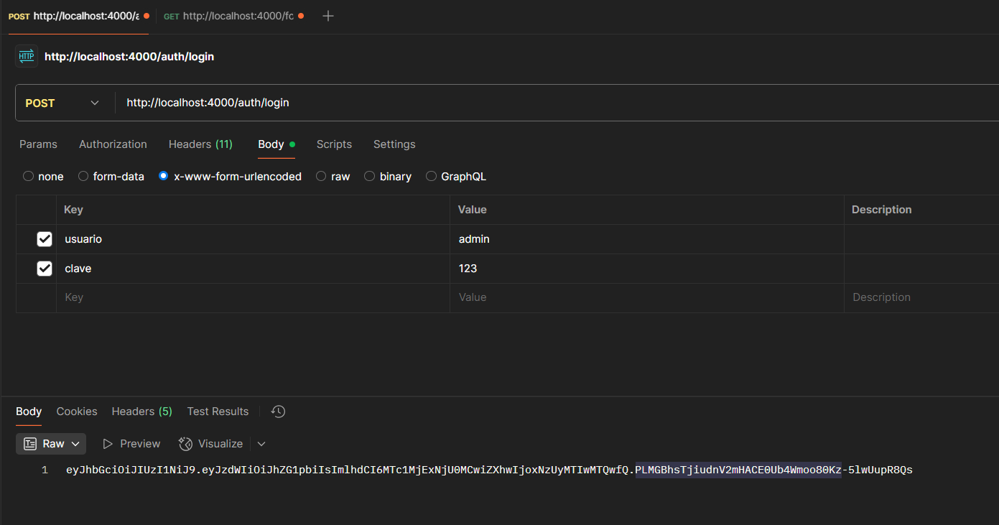 POST http://localhost:4000/a GET http://localhost:4000/fc
HTTP http://localhost:4000/auth/login
POST http://localhost:4000/auth/login
Params Authorization Headers (11) Body Scripts Settings
none form-data x-www-form-urlencoded raw binary GraphQL
Key Value Description
usuario admin
clave 123
Key Value Description
Body Cookies Headers (5) Test Results
Raw Preview Visualize
1 eyJhbGciOiJIUzI1NiJ9.eyJzdWIiOiJhZG1pbiIsImlhdCI6MTc1MjExNjU0MCwiZXhwIjoxNzUyMTIwMTQwfQ.PLMGBhsTjiudnV2mHACE0Ub4Wmoo80Kz-5lwUupR8Qs